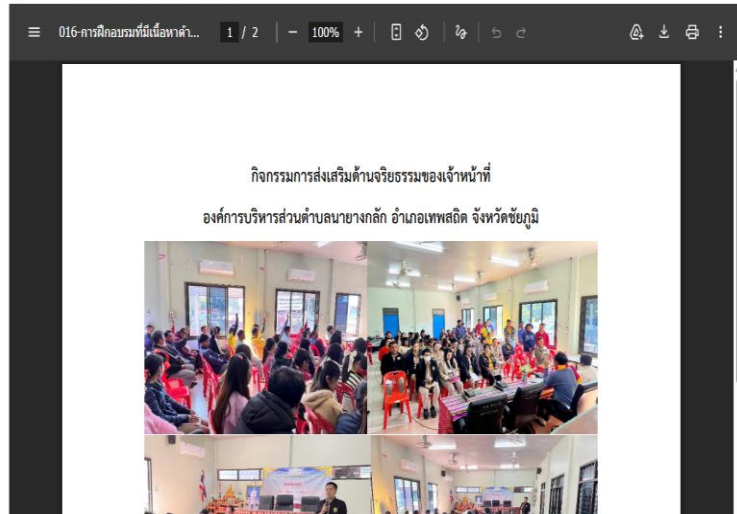 016-การฝึกอบรมที่มีเนื้อหาด้า... 1 / 2 100%
กิจกรรมการส่งเสริมด้านจริยธรรมของเจ้าหน้าที่
องค์การบริหารส่วนตำบลนายางกลัก อำเภอเทพสถิต จังหวัดชัยภูมิ